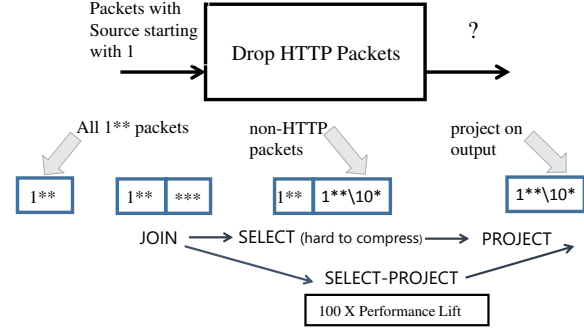 Packets with
Source starting
with 1
Drop HTTP Packets
?
All 1** packets
non-HTTP
packets
project on
output
1**
1** ***
1** 1**\10*
1**\10*
JOIN
SELECT (hard to compress)
PROJECT
SELECT-PROJECT
100 X Performance Lift